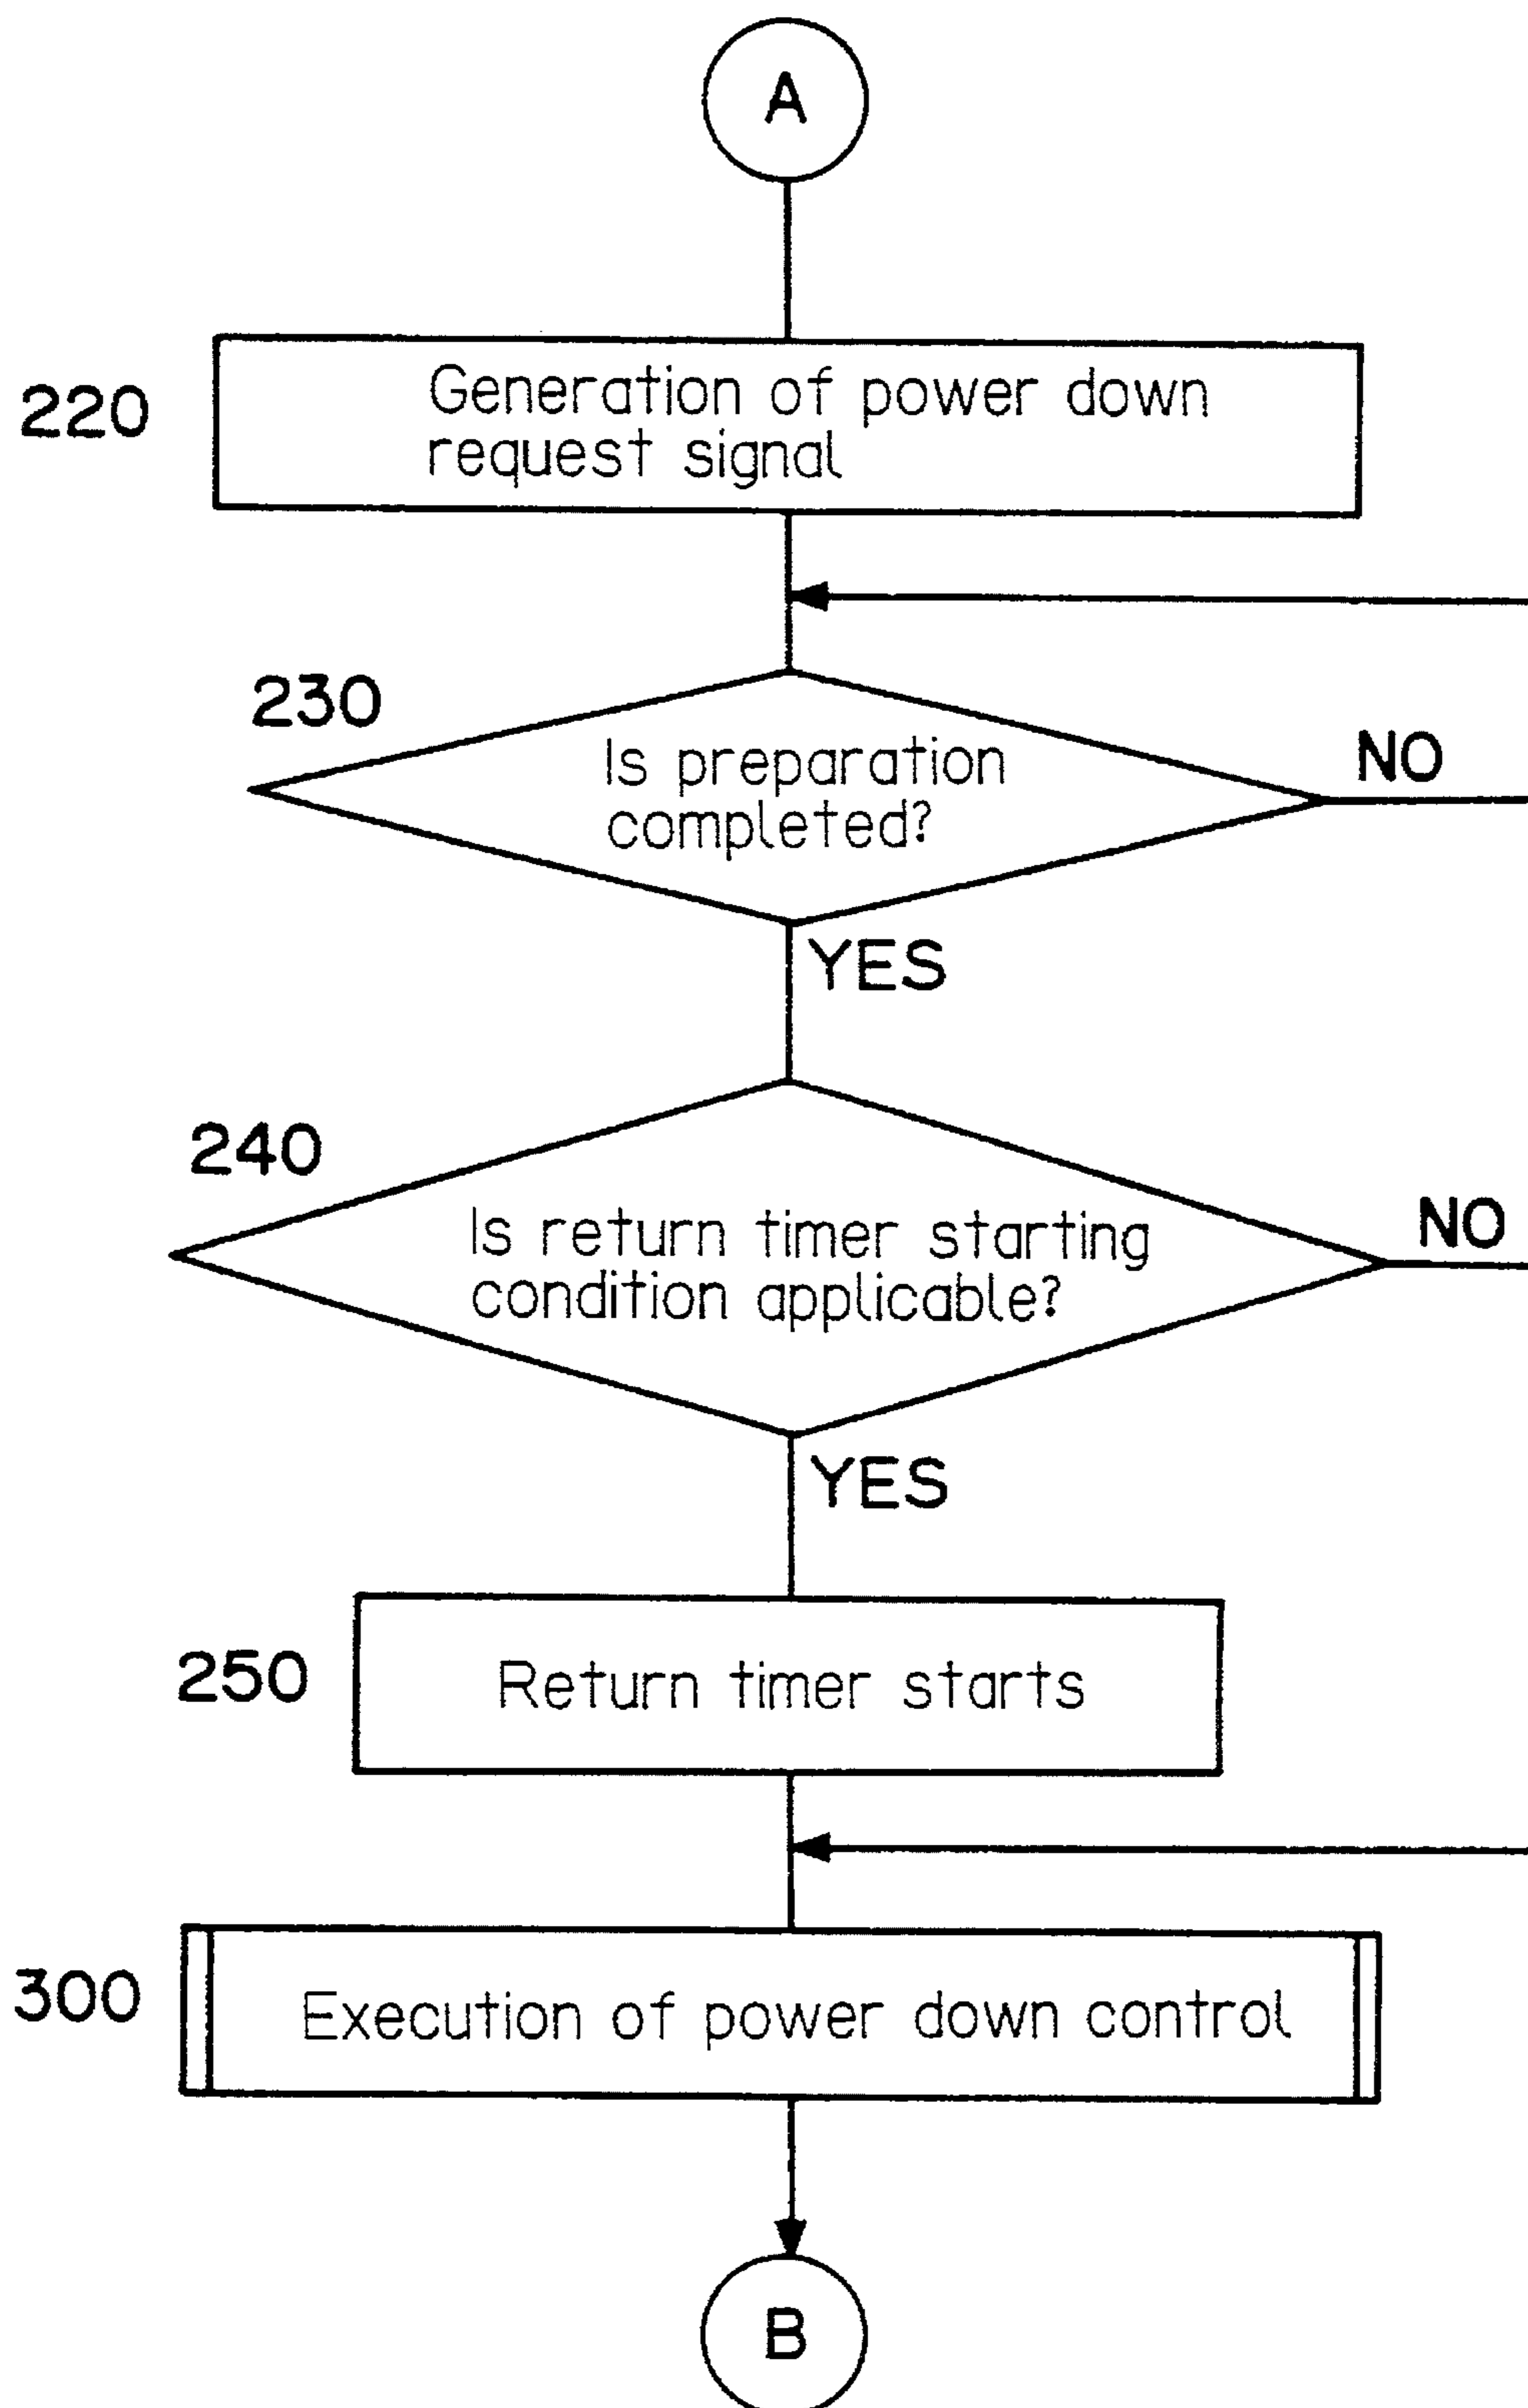 A
220
Generation of power down
request signal
230
Is preparation
completed?
NO
YES
240
Is return timer starting
condition applicable?
NO
YES
250
Return timer starts
300
Execution of power down control
B